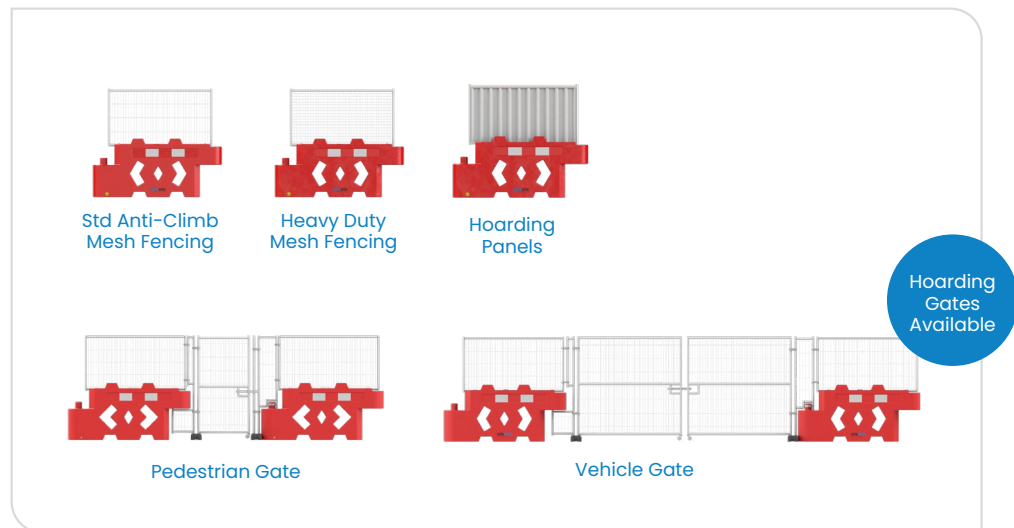 Std Anti-Climb
Mesh Fencing
Heavy Duty
Mesh Fencing
Hoarding
Panels
Hoarding
Gates
Available
Pedestrian Gate
Vehicle Gate